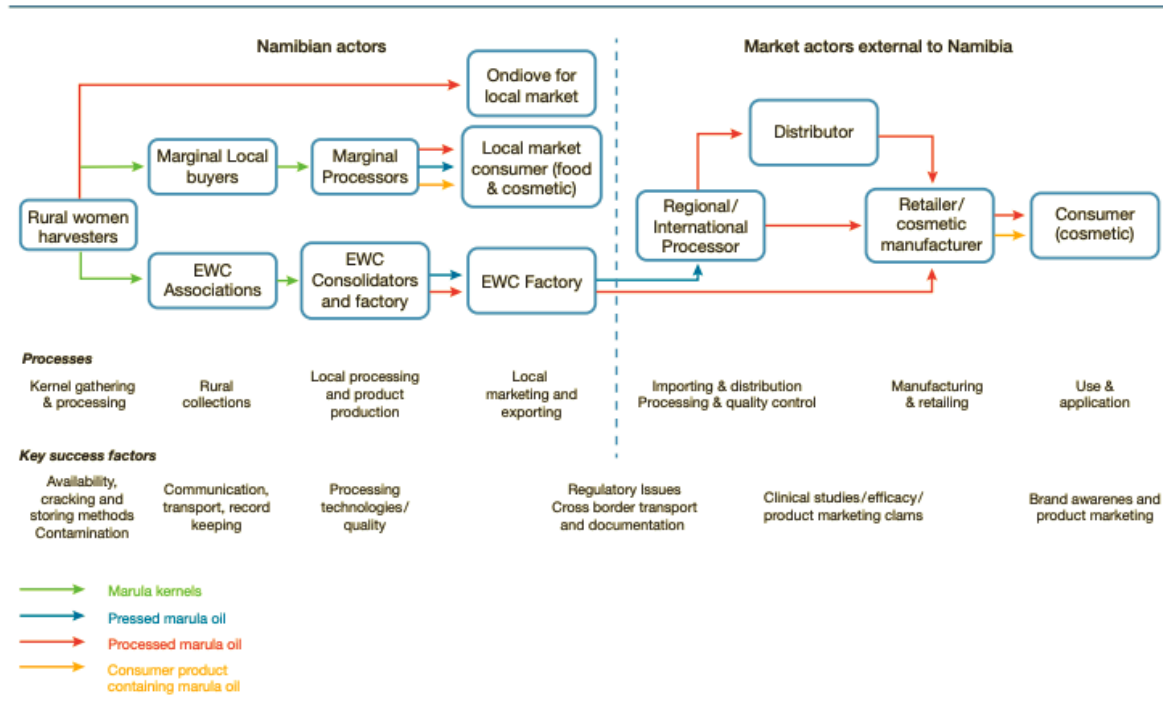 Namibian actors
Market actors external to Namibia
Ondiove for
local market
Distributor
Marginal Local
buyers
Marginal
Processors
Local market
consumer (food
& cosmetic)
Rural women
harvesters
Regional/
International
Processor
Retailer/
cosmetic
manufacturer
Consumer
(cosmetic)
EWC
Associations
EWC
Consolidators
and factory
EWC Factory
Processes
Kernel gathering
& processing
Rural
collections
Local processing
and product
production
Local
marketing and
exporting
Importing & distribution
Processing & quality control
Manufacturing
& retailing
Use &
application
Key success factors
Availability,
cracking and
storing methods
Contamination
Communication,
transport, record
keeping
Processing
technologies/
quality
Regulatory Issues
Cross border transport
and documentation
Clinical studies/efficacy/
product marketing clams
Brand awarenes and
product marketing
Marula kernels
Pressed marula oil
Processed marula oil
Consumer product
containing marula oil